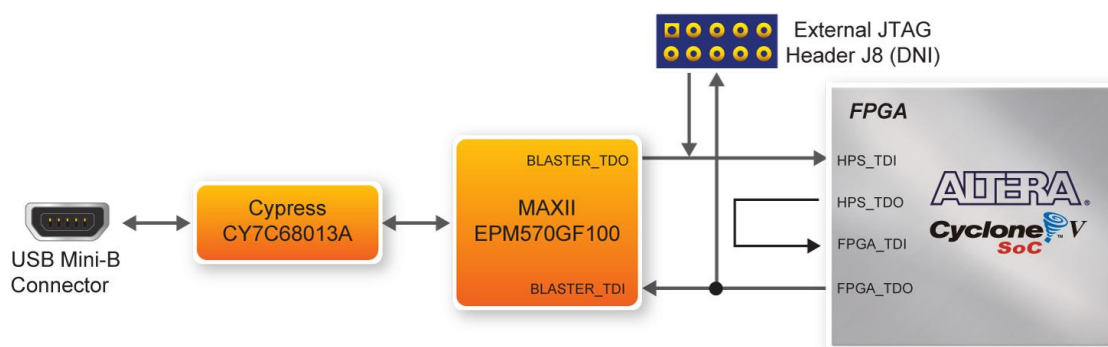 External JTAG
Header J8 (DNI)
FPGA
BLASTER_TDO
HPS_TDI
ALTERA®
Cypress
CY7C68013A
MAXII
EPM570GF100
HPS_TDO
Cyclone™ V
SoC
FPGA_TDI
USB Mini-B
Connector
BLASTER_TDI
FPGA_TDO